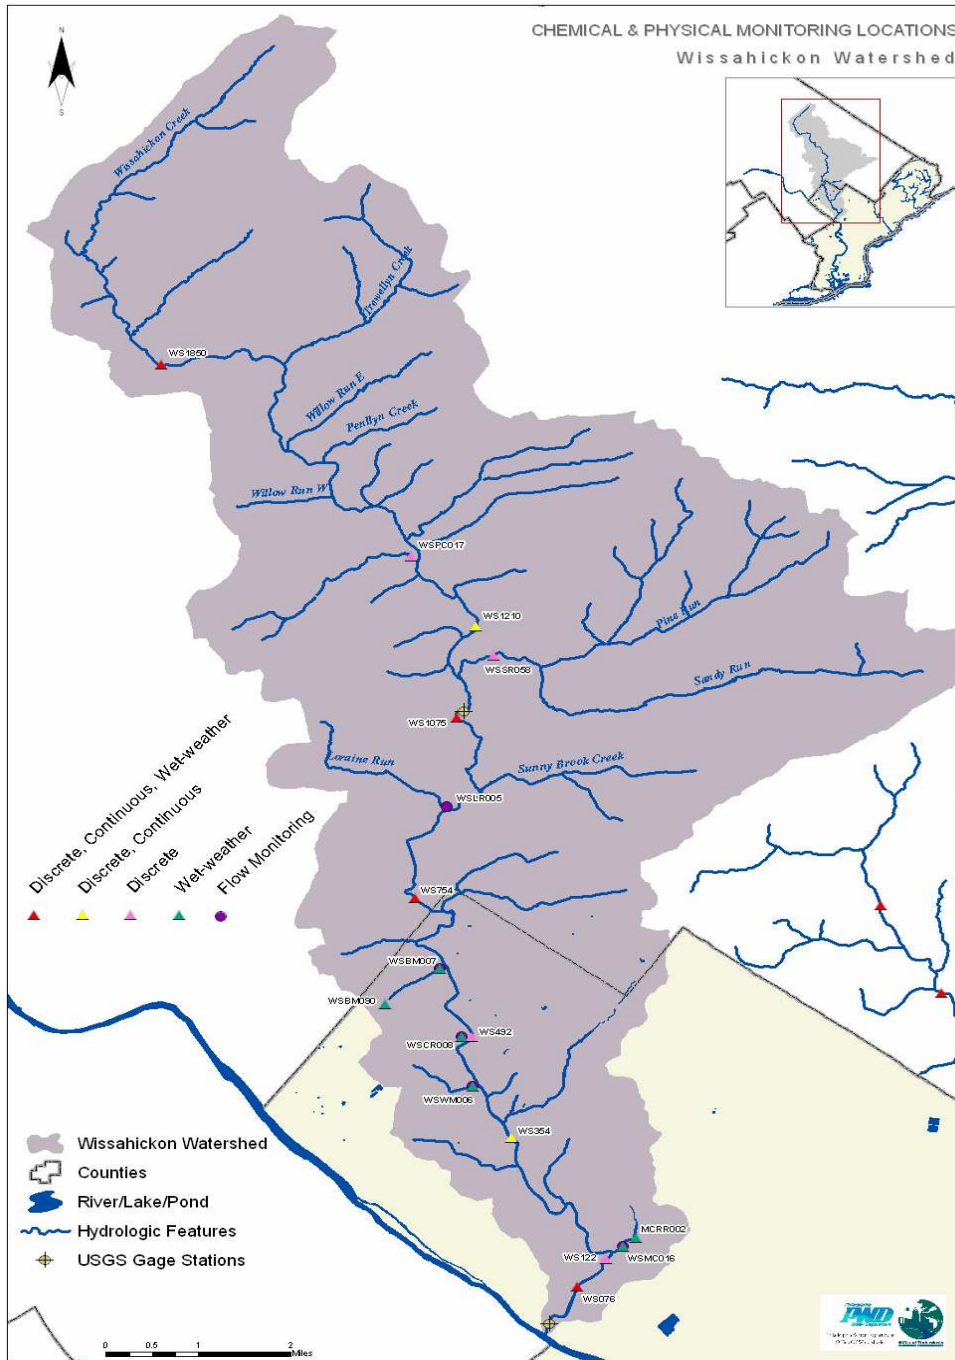 CHEMICAL & PHYSICAL MONITORING LOCATIONS
Wissahickon Watershed
N
S
Wissahickon Creek
Trewellyn Creek
WS1850
Willow Run E
Penllyn Creek
Willow Run W
WSPC017
WS1210
Pine Run
WSSR058
Sandy Run
WS1075
Loraine Run
Sunny Brook Creek
WSLR005
Discrete, Continuous, Wet-weather
Discrete, Continuous
Discrete
Wet-weather
Flow Monitoring
WS754
WSBM007
WSBM090
WS492
WSCR008
WSWM006
WS354
Wissahickon Watershed
Counties
River/Lake/Pond
Hydrologic Features
USGS Gage Stations
MCRR002
WS122
WSMC016
WS076
PWD
0 0.5 1 2
Miles